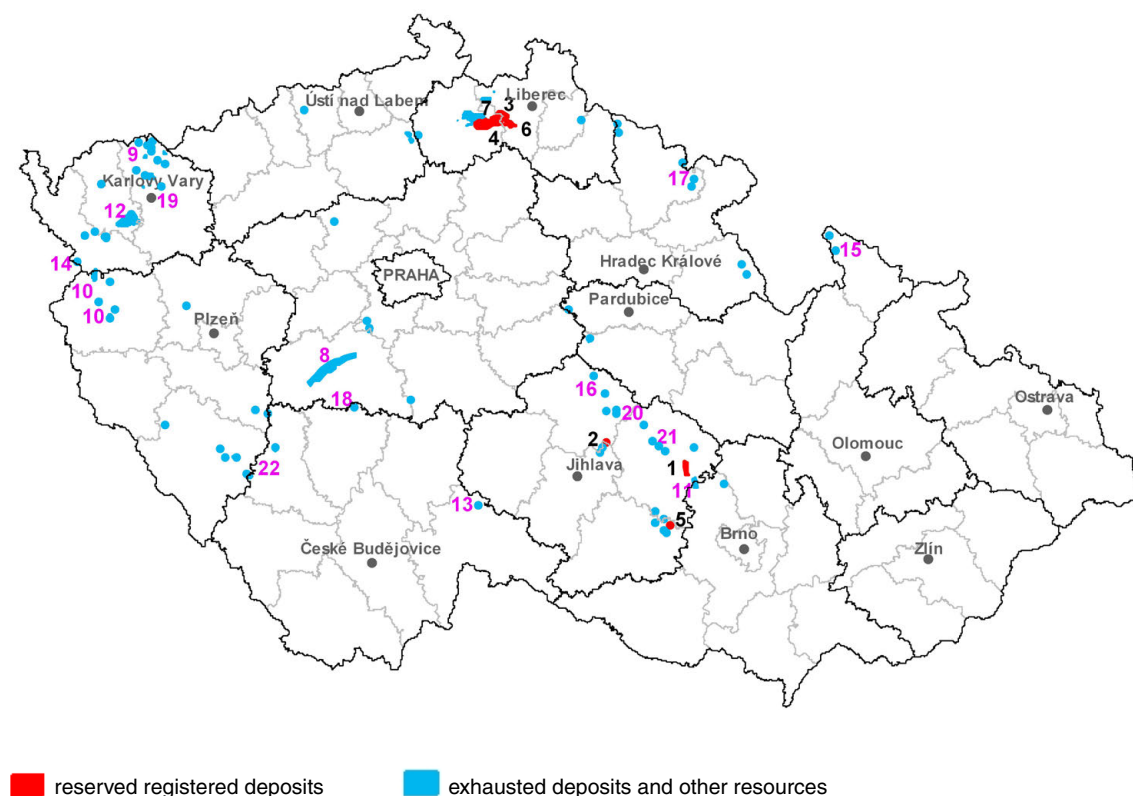 Liberec
Ústí nad Labem
7
3
4
6
9
Karlovy Vary
19
12
17
14
Hradec Králové
15
PRAHA
10
Pardubice
10
Plzeň
8
18
16
20
Ostrava
2
21
Olomouc
22
Jihlava
1
11
13
5
Brno
České Budějovice
Zlín
reserved registered deposits
exhausted deposits and other resources